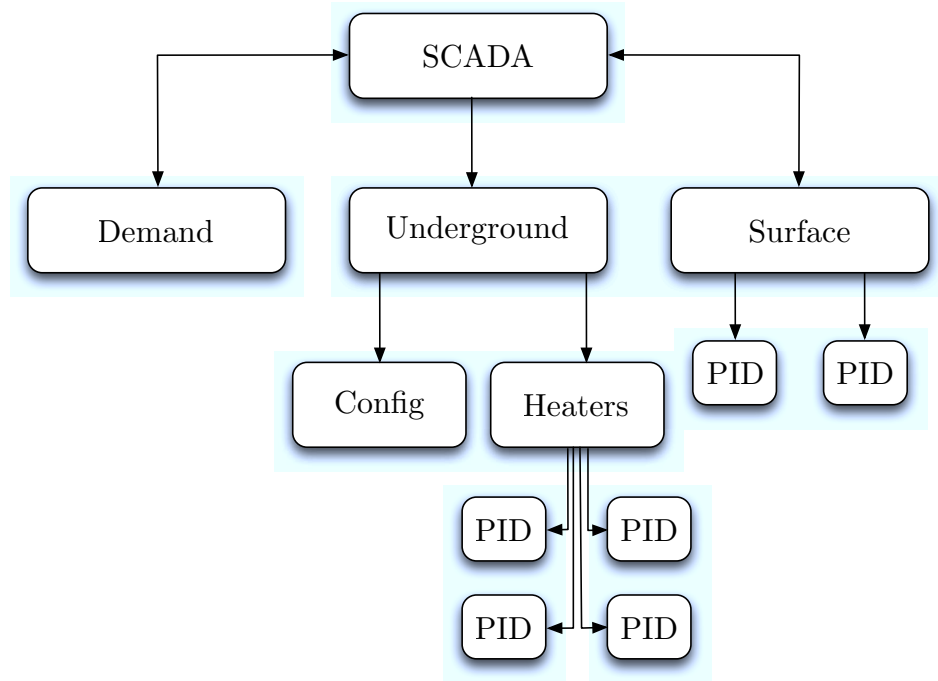 SCADA
Demand
Underground
Surface
Config
Heaters
PID
PID
PID
PID
PID
PID